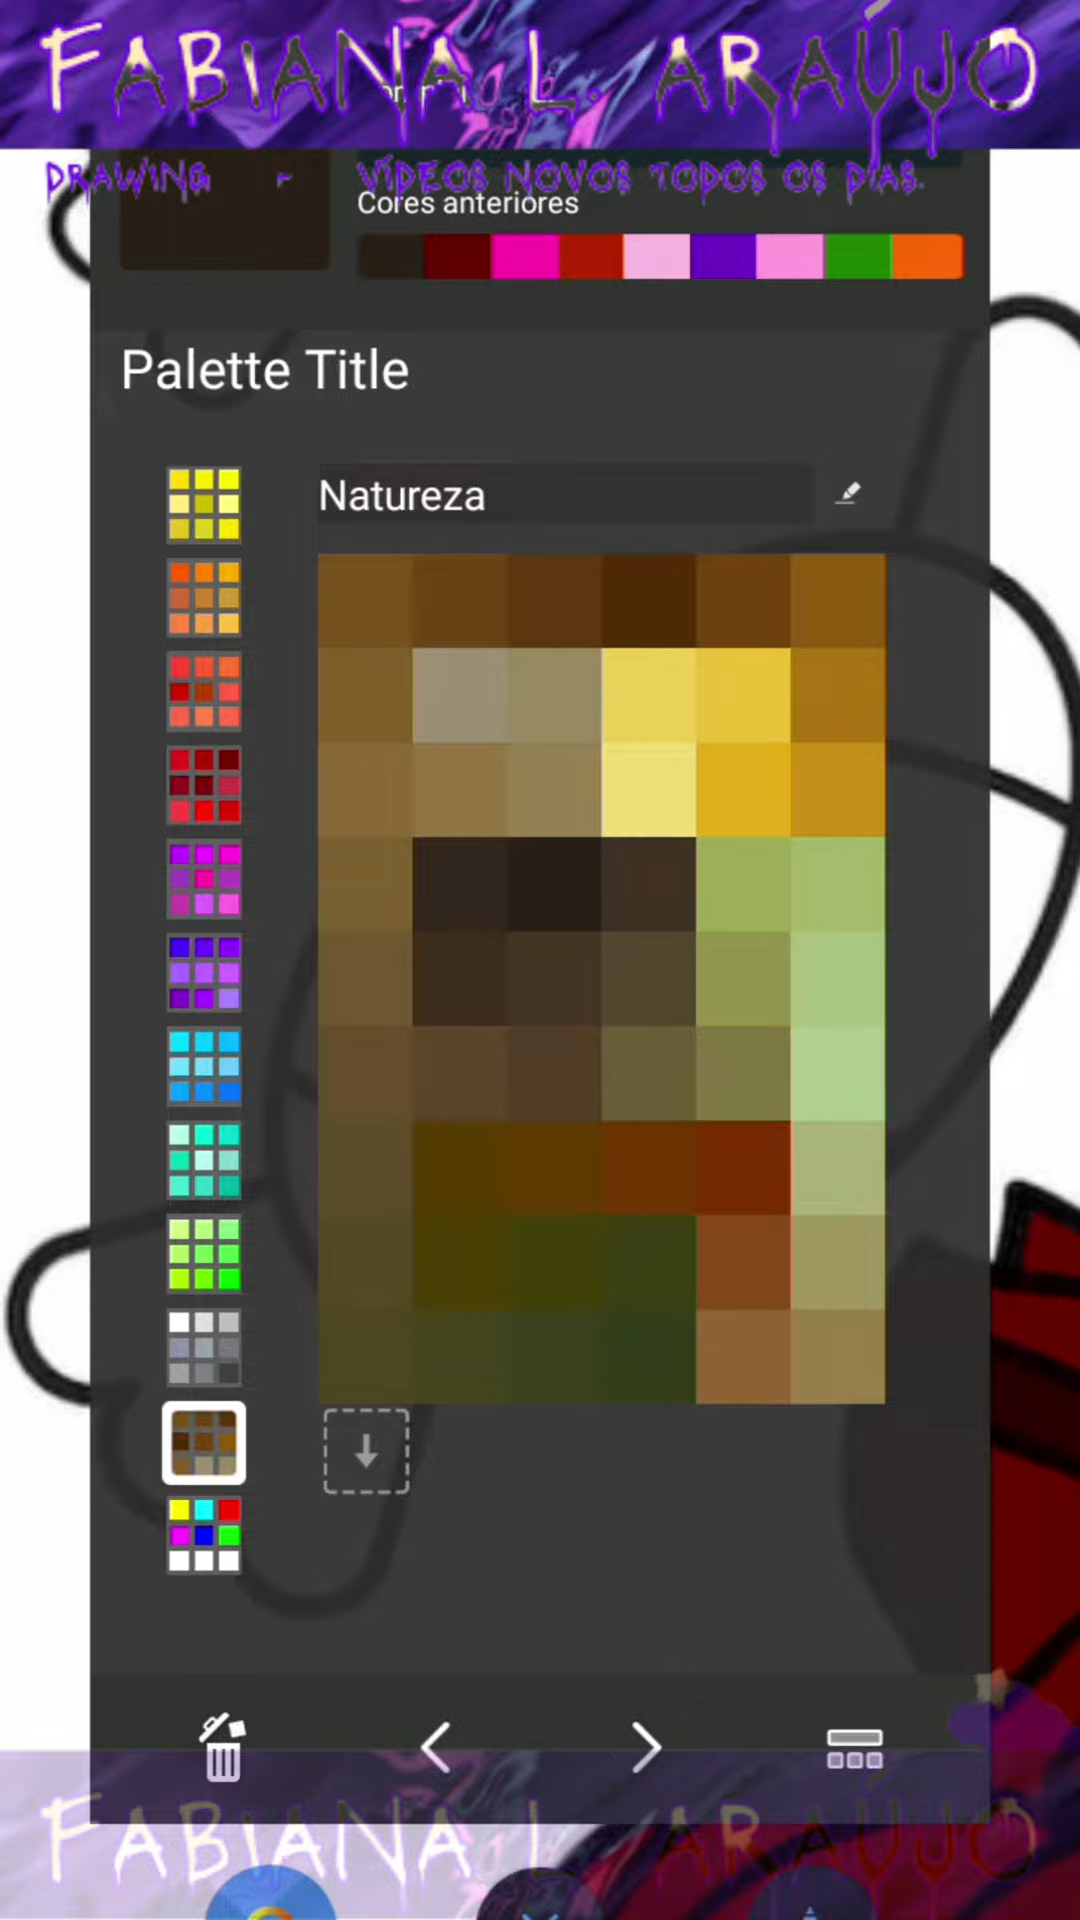 FABIANA L. ARAÚJO
DRAWING - VÍDEOS NOVOS TODOS OS DIAS.
Cores anteriores
Palette Title
Natureza
FABIANA L. ARAÚJO